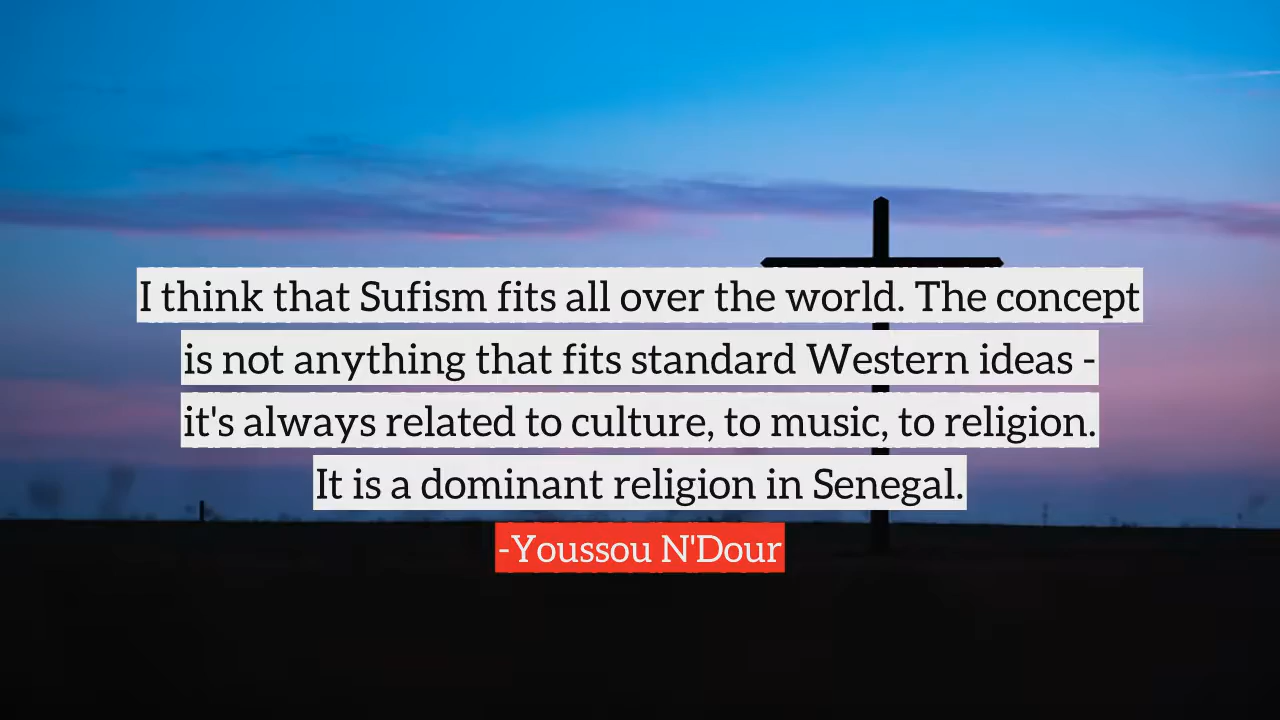 I think that Sufism fits all over the world. The concept
is not anything that fits standard Western ideas -
it's always related to culture, to music, to religion.
It is a dominant religion in Senegal.
-Youssou N'Dour